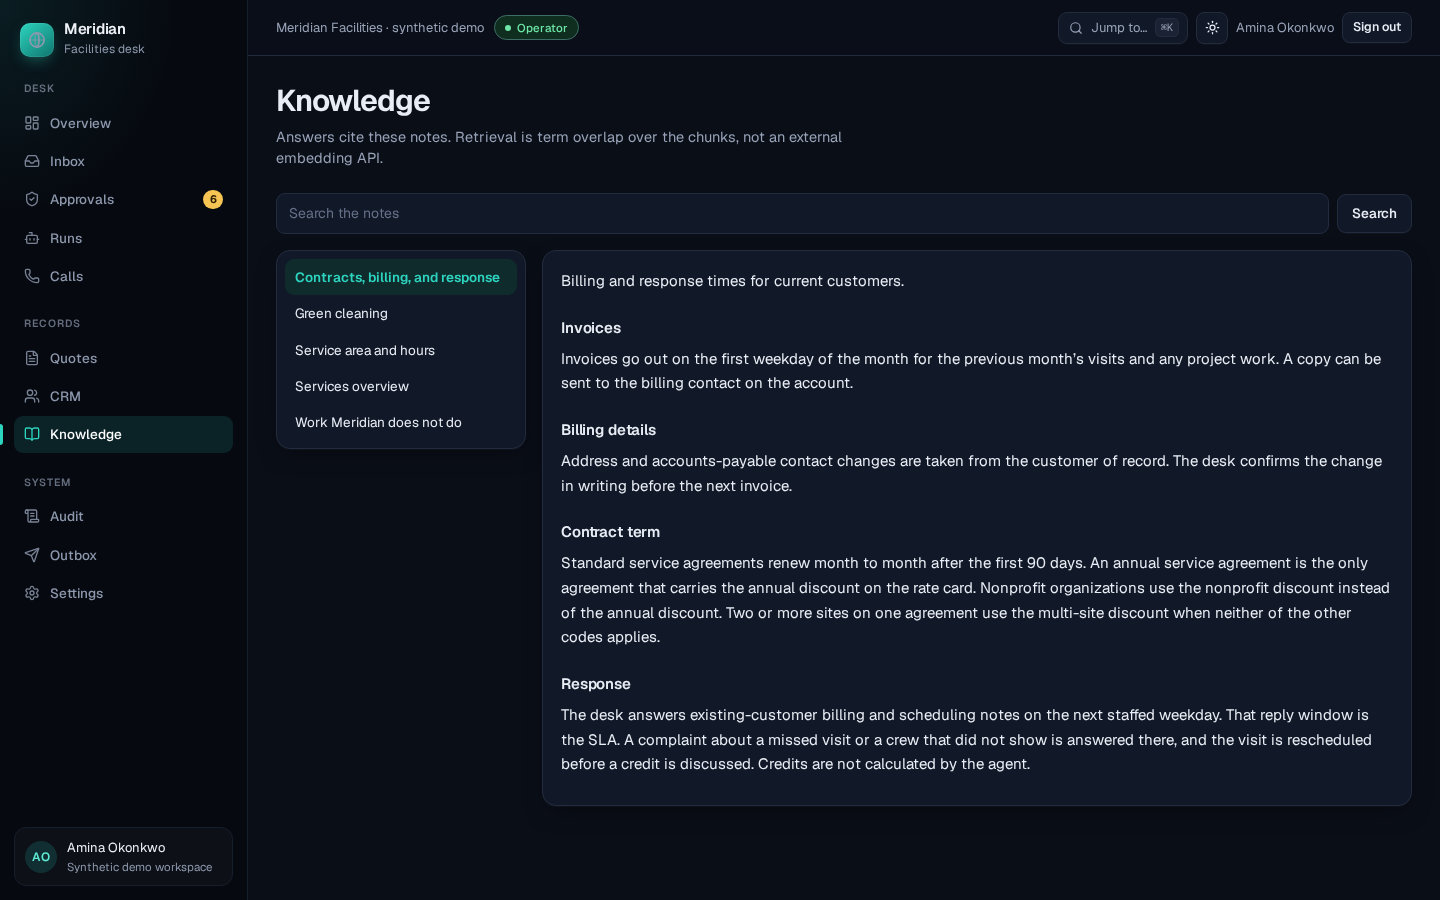 Meridian
Facilities desk
DESK
Overview
Inbox
Approvals
6
Runs
Calls
RECORDS
Quotes
CRM
Knowledge
SYSTEM
Audit
Outbox
Settings
AO
Amina Okonkwo
Synthetic demo workspace
Meridian Facilities · synthetic demo
Operator
Jump to...
⌘K
Amina Okonkwo
Sign out
Knowledge
Answers cite these notes. Retrieval is term overlap over the chunks, not an external
embedding API.
Search the notes
Search
Contracts, billing, and response
Green cleaning
Service area and hours
Services overview
Work Meridian does not do
Billing and response times for current customers.
Invoices
Invoices go out on the first weekday of the month for the previous month's visits and any project work. A copy can be
sent to the billing contact on the account.
Billing details
Address and accounts-payable contact changes are taken from the customer of record. The desk confirms the change
in writing before the next invoice.
Contract term
Standard service agreements renew month to month after the first 90 days. An annual service agreement is the only
agreement that carries the annual discount on the rate card. Nonprofit organizations use the nonprofit discount instead
of the annual discount. Two or more sites on one agreement use the multi-site discount when neither of the other
codes applies.
Response
The desk answers existing-customer billing and scheduling notes on the next staffed weekday. That reply window is
the SLA. A complaint about a missed visit or a crew that did not show is answered there, and the visit is rescheduled
before a credit is discussed. Credits are not calculated by the agent.